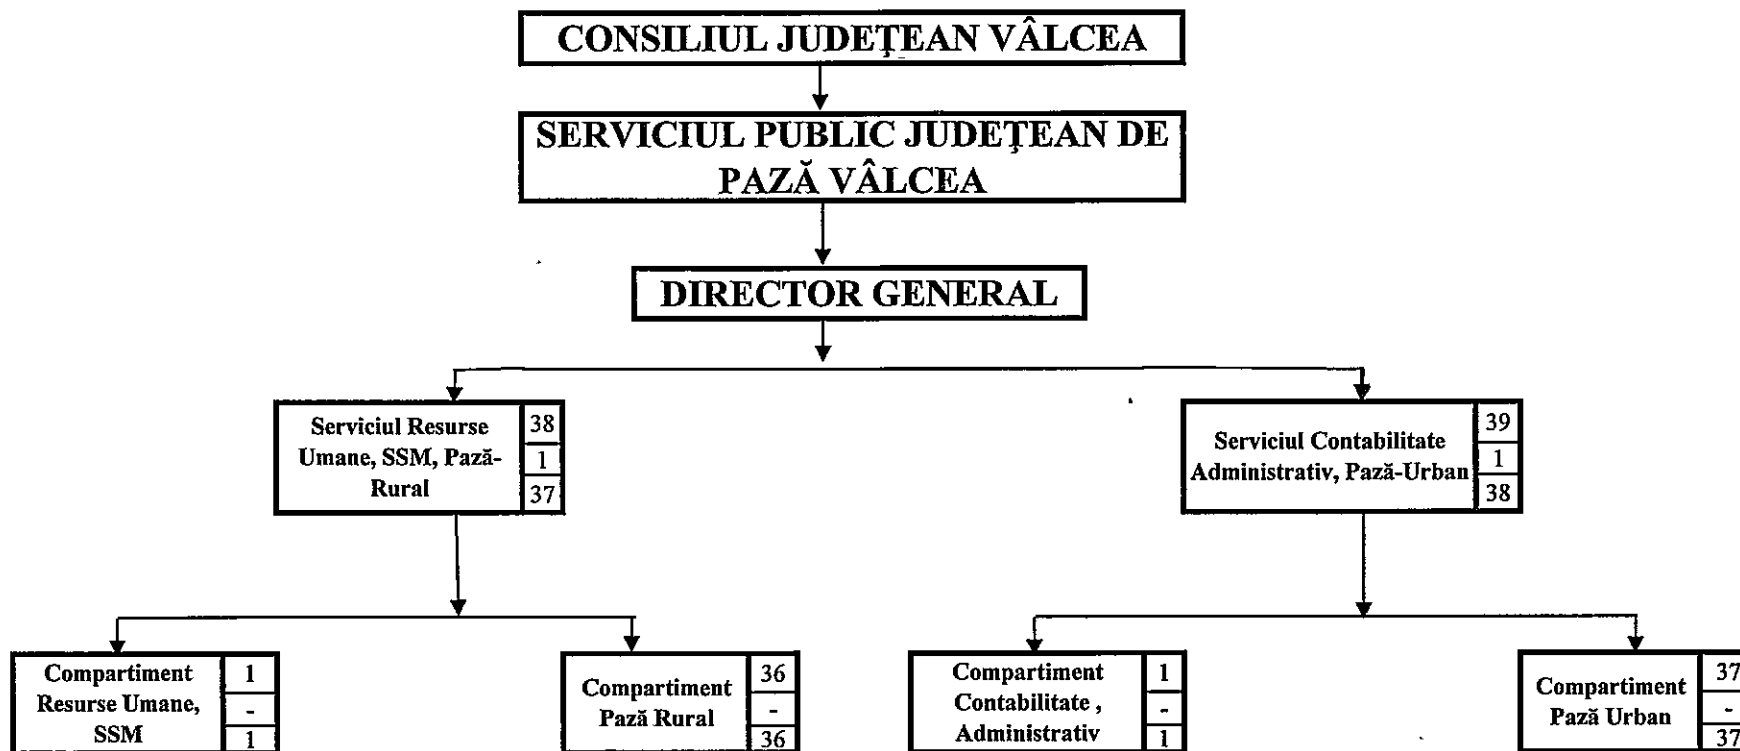 CONSILIUL JUDEŢEAN VÂLCEA
SERVICIUL PUBLIC JUDEŢEAN DE
PAZĂ VÂLCEA
DIRECTOR GENERAL
Serviciul Resurse
Umane, SSM, Pază-
Rural
38
1
37
Serviciul Contabilitate
Administrativ, Pază-Urban
39
1
38
Compartiment
Resurse Umane,
SSM
1
-
1
Compartiment
Pază Rural
36
-
36
Compartiment
Contabilitate ,
Administrativ
1
-
1
Compartiment
Pază Urban
37
-
37